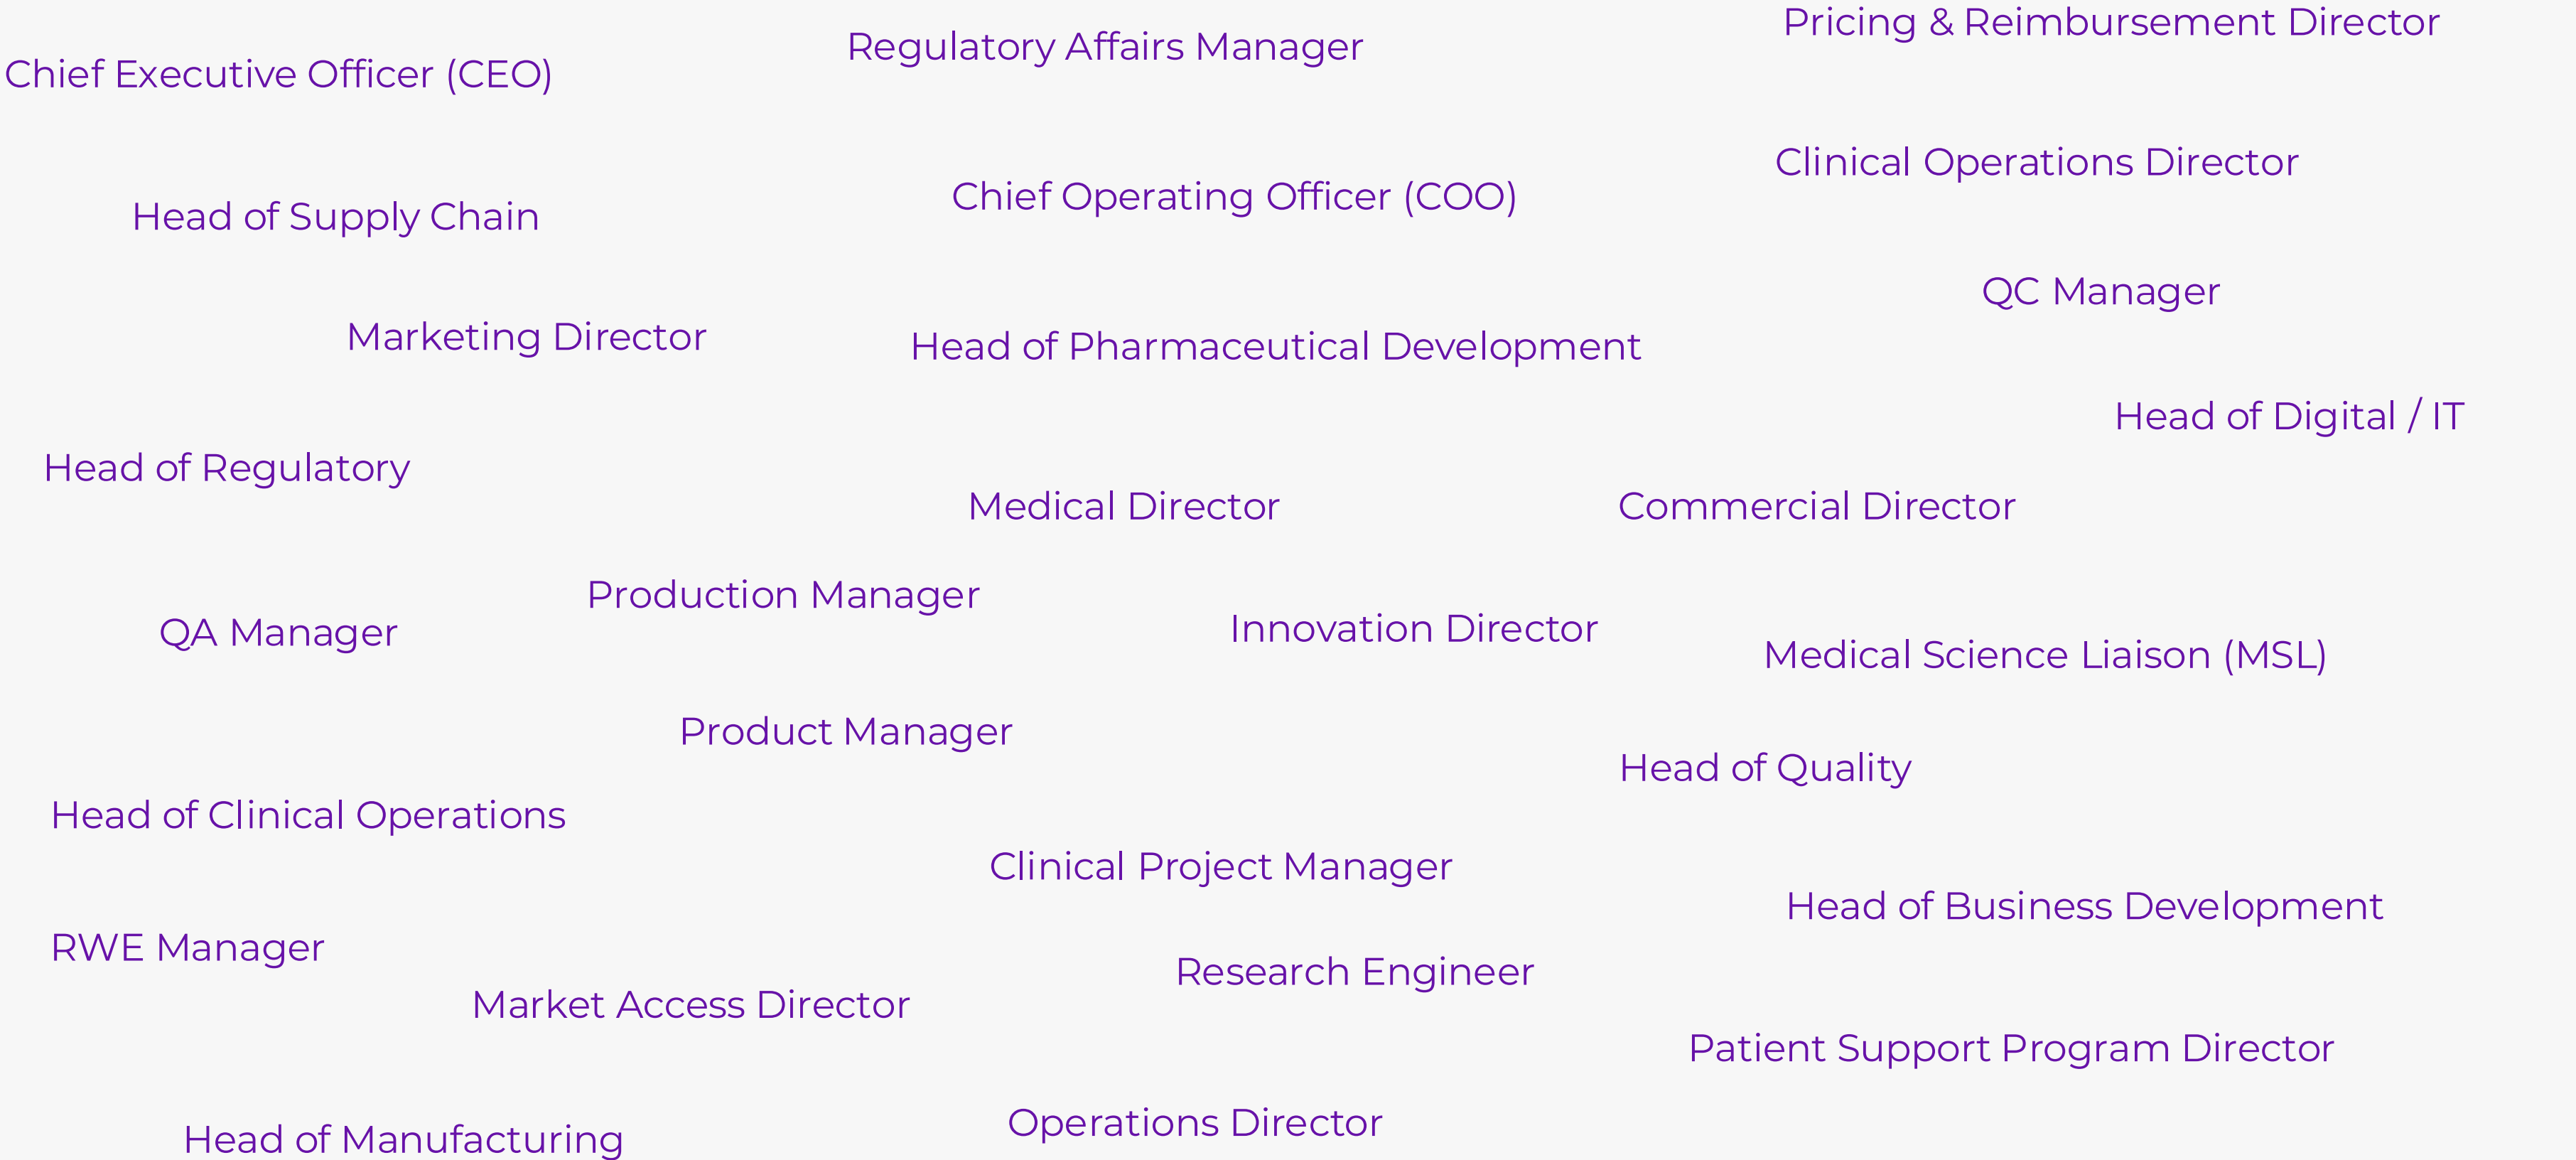 Pricing & Reimbursement Director
Regulatory Affairs Manager
Chief Executive Officer (CEO)
Clinical Operations Director
Chief Operating Officer (COO)
Head of Supply Chain
QC Manager
Marketing Director
Head of Pharmaceutical Development
Head of Digital / IT
Head of Regulatory
Medical Director
Commercial Director
Production Manager
Innovation Director
QA Manager
Medical Science Liaison (MSL)
Product Manager
Head of Quality
Head of Clinical Operations
Clinical Project Manager
Head of Business Development
RWE Manager
Research Engineer
Market Access Director
Patient Support Program Director
Operations Director
Head of Manufacturing